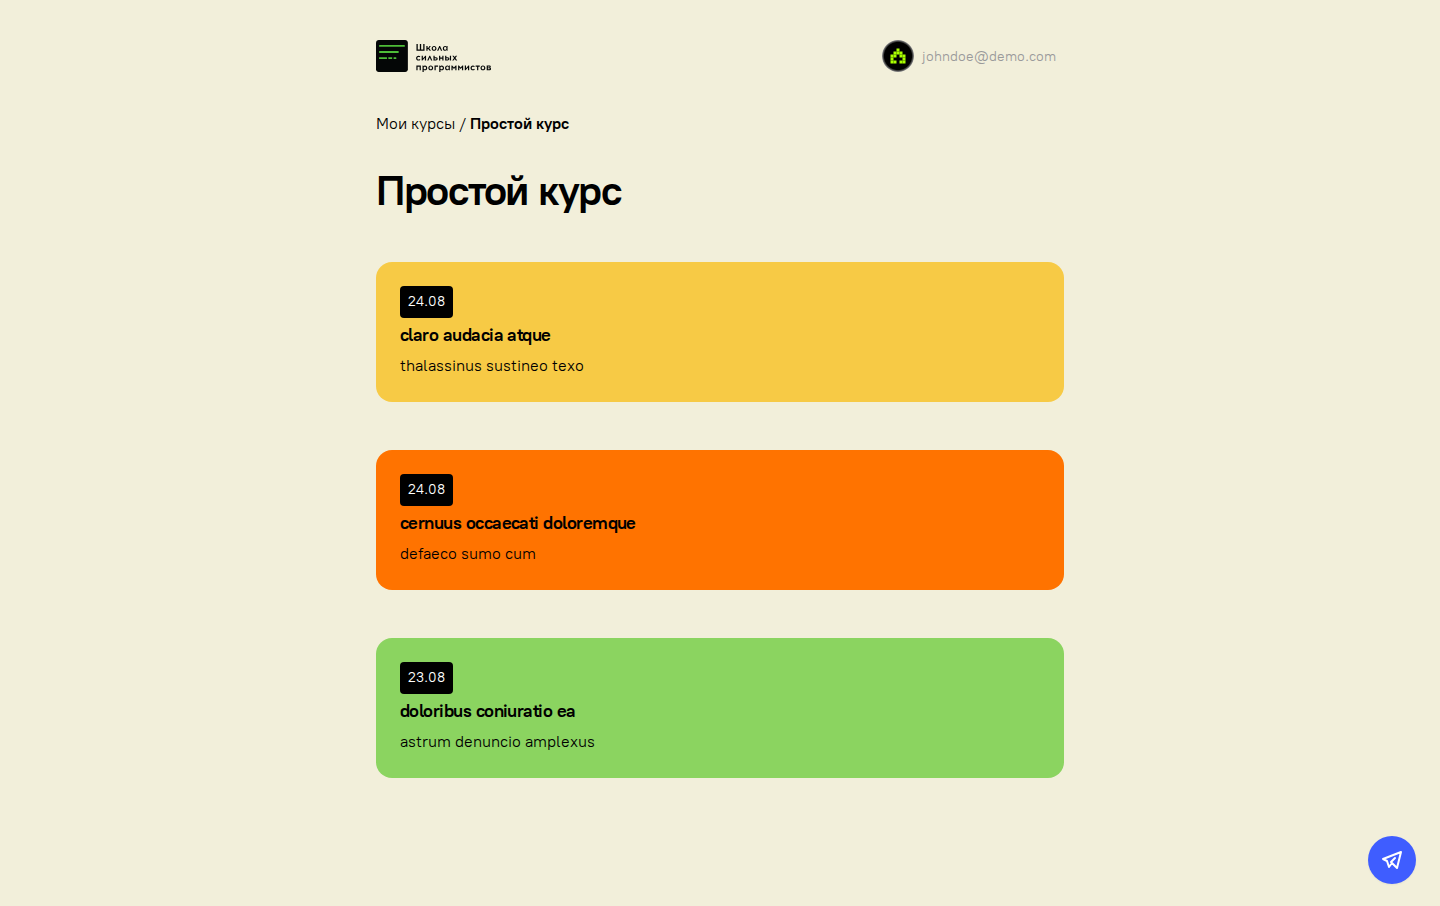 Школа
сильных
программистов
johndoe@demo.com
Мои курсы / Простой курс
Простой курс
24.08
claro audacia atque
thalassinus sustineo texo
24.08
cernuus occaecati doloremque
defaeco sumo cum
23.08
doloribus coniuratio ea
astrum denuncio amplexus